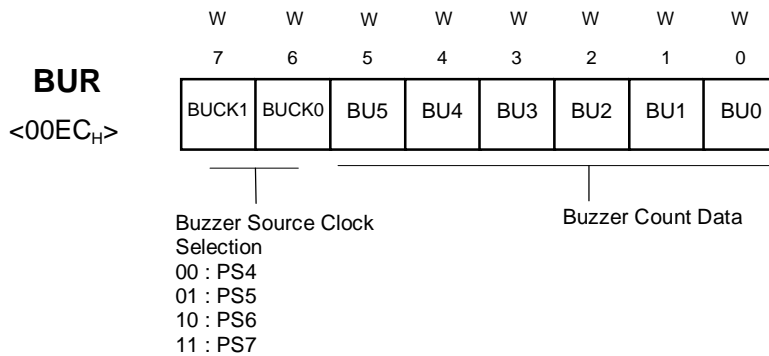 W W W W W W W W
7 6 5 4 3 2 1 0
BUR
BUCK1 BUCK0 BU5 BU4 BU3 BU2 BU1 BU0
<00ECH>
Buzzer Source Clock
Selection
00 : PS4
01 : PS5
10 : PS6
11 : PS7
Buzzer Count Data